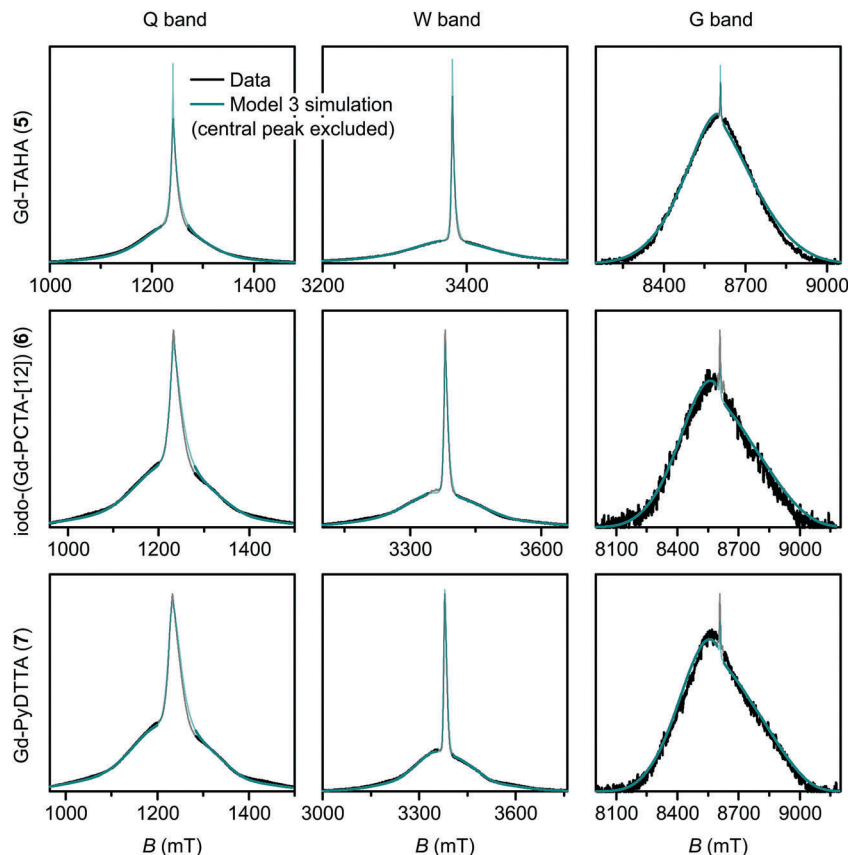 Q band W band G band
Data
Model 3 simulation
(central peak excluded)
Gd-TAHA (5)
1000 1200 1400 3200 3400 8400 8700 9000
iodo-(Gd-PCTA-[12]) (6)
1000 1200 1400 3300 3600 8100 8400 8700 9000
Gd-PyDTTA (7)
1000 1200 1400 3000 3300 3600 8100 8400 8700 9000
B (mT) B (mT) B (mT)